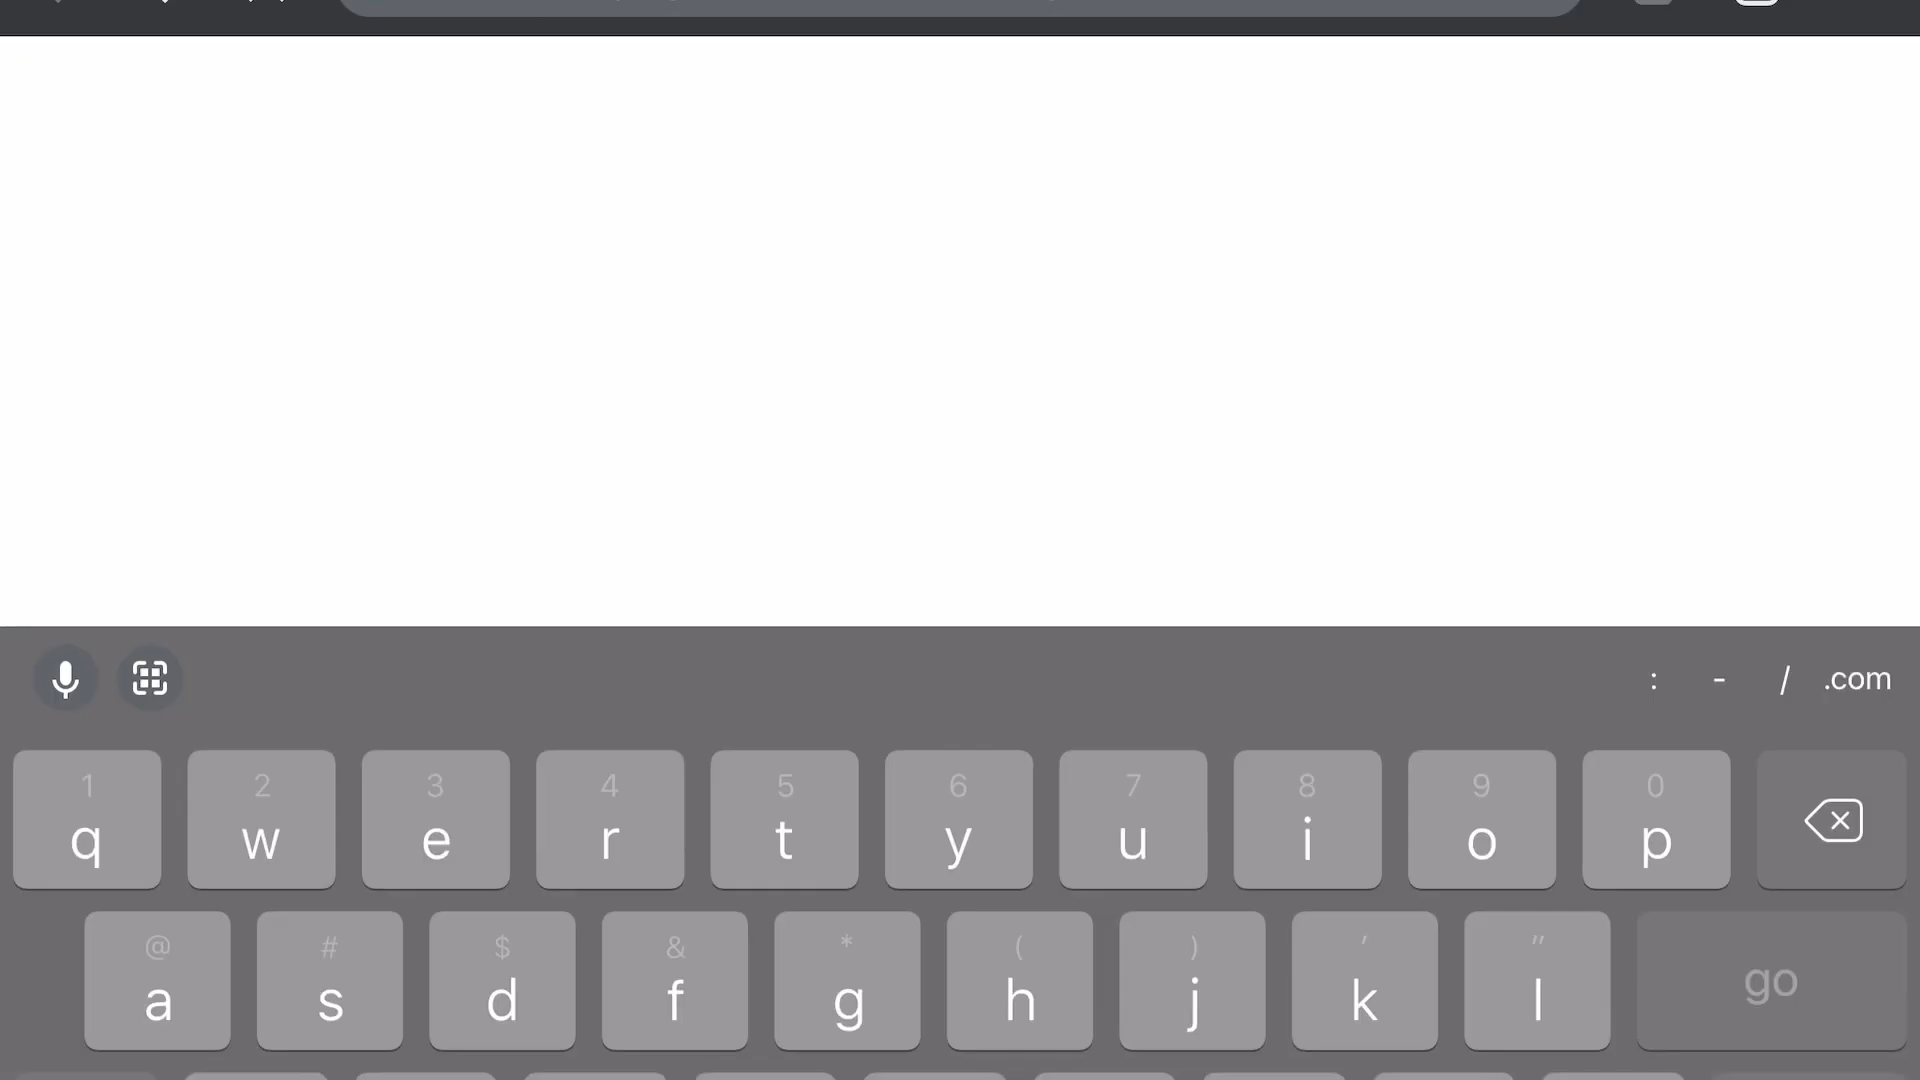 : - / .com
1 2 3 4 5 6 7 8 9 0
q w e r t y u i o p
@ # $ & * ( ) ' "
a s d f g h j k l go